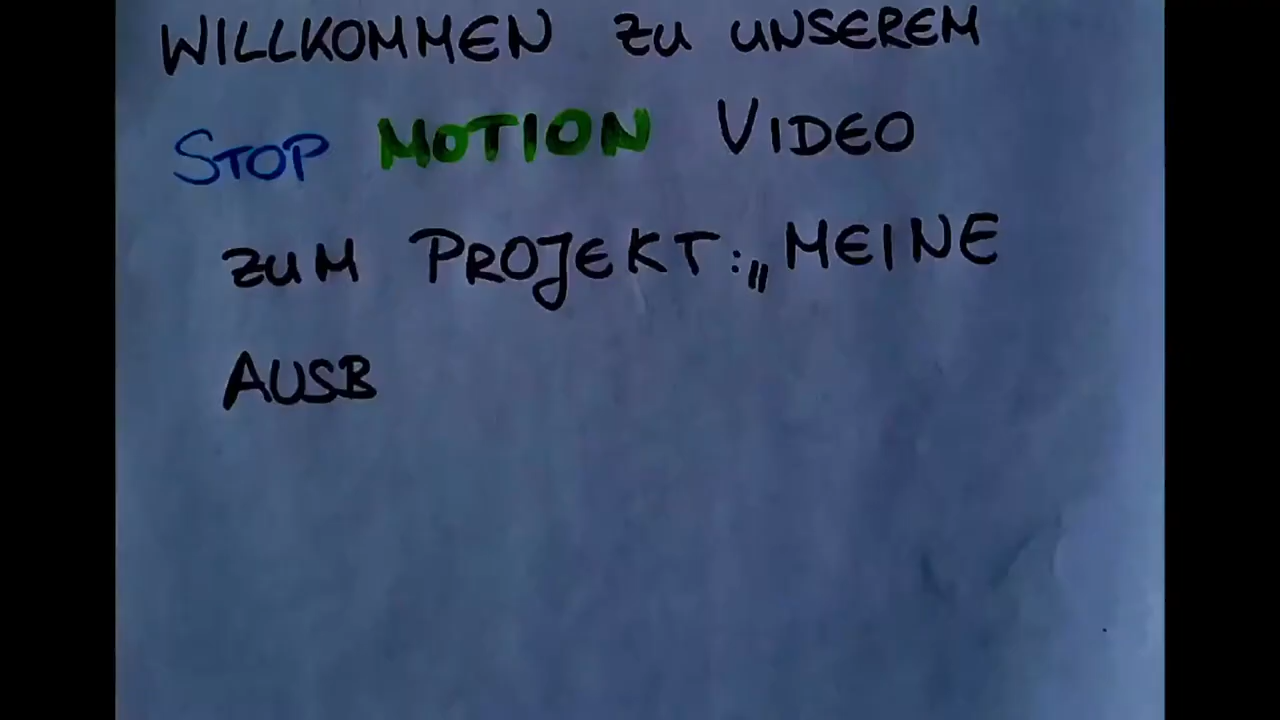 WILLKOMMEN ZU UNSEREM
STOP MOTION VIDEO
ZUM PROJEKT: „MEINE
AUSB